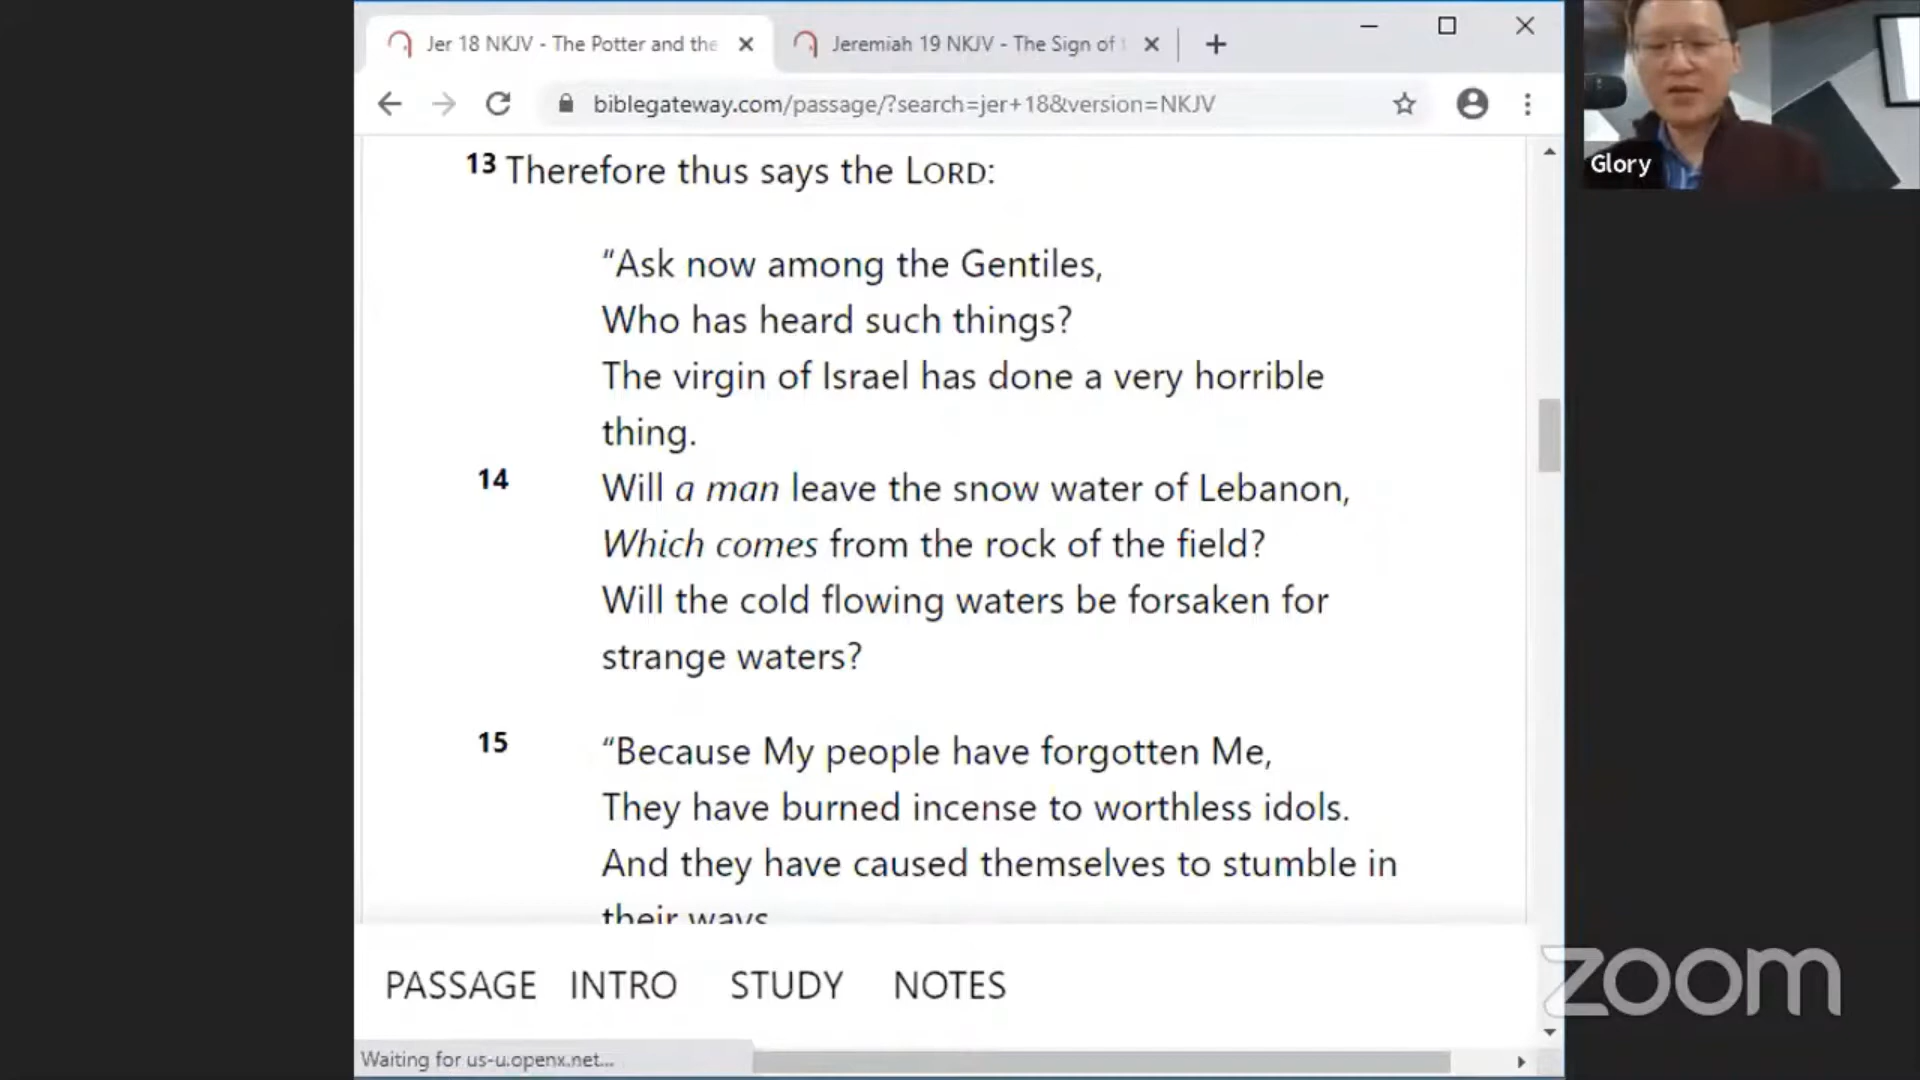 Jer 18 NKJV - The Potter and the
Jeremiah 19 NKJV - The Sign of
biblegateway.com/passage/?search=jer+18&version=NKJV
Glory
13 Therefore thus says the LORD:
“Ask now among the Gentiles,
Who has heard such things?
The virgin of Israel has done a very horrible
thing.
14 Will a man leave the snow water of Lebanon,
Which comes from the rock of the field?
Will the cold flowing waters be forsaken for
strange waters?
15 “Because My people have forgotten Me,
They have burned incense to worthless idols.
And they have caused themselves to stumble in
their ways
PASSAGE INTRO STUDY NOTES
zoom
Waiting for us-u.openx.net...